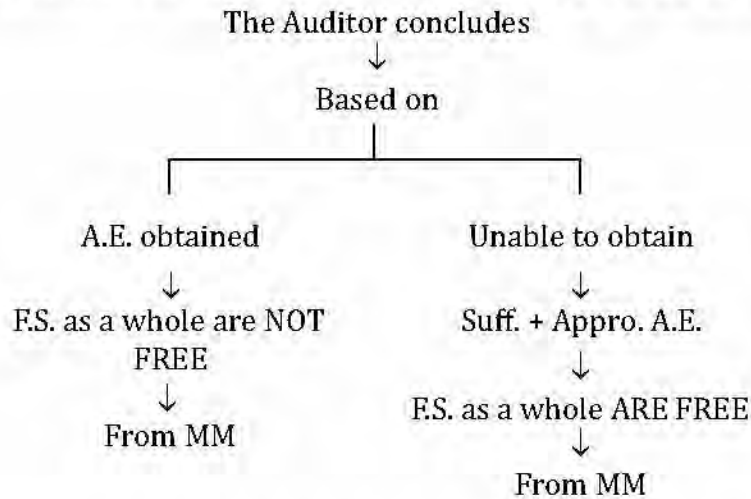 The Auditor concludes
Based on
A.E. obtained
F.S. as a whole are NOT
FREE
From MM
Unable to obtain
Suff. + Appro. A.E.
F.S. as a whole ARE FREE
From MM